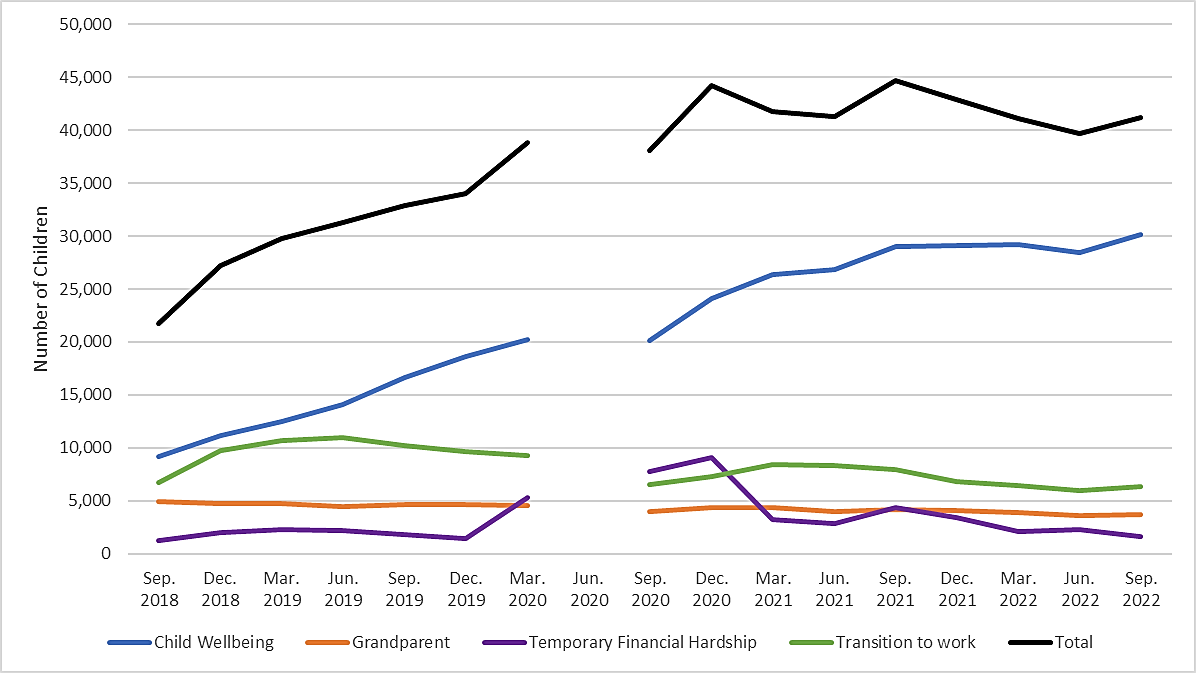 50,000
45,000
40,000
35,000
30,000
25,000
20,000
15,000
10,000
5,000
0
Number of Children
Sep. Dec. Mar. Jun. Sep. Dec. Mar. Jun. Sep. Dec. Mar. Jun. Sep. Dec. Mar. Jun. Sep.
2018 2018 2019 2019 2019 2019 2020 2020 2020 2020 2021 2021 2021 2021 2022 2022 2022
Child Wellbeing Grandparent Temporary Financial Hardship Transition to work Total